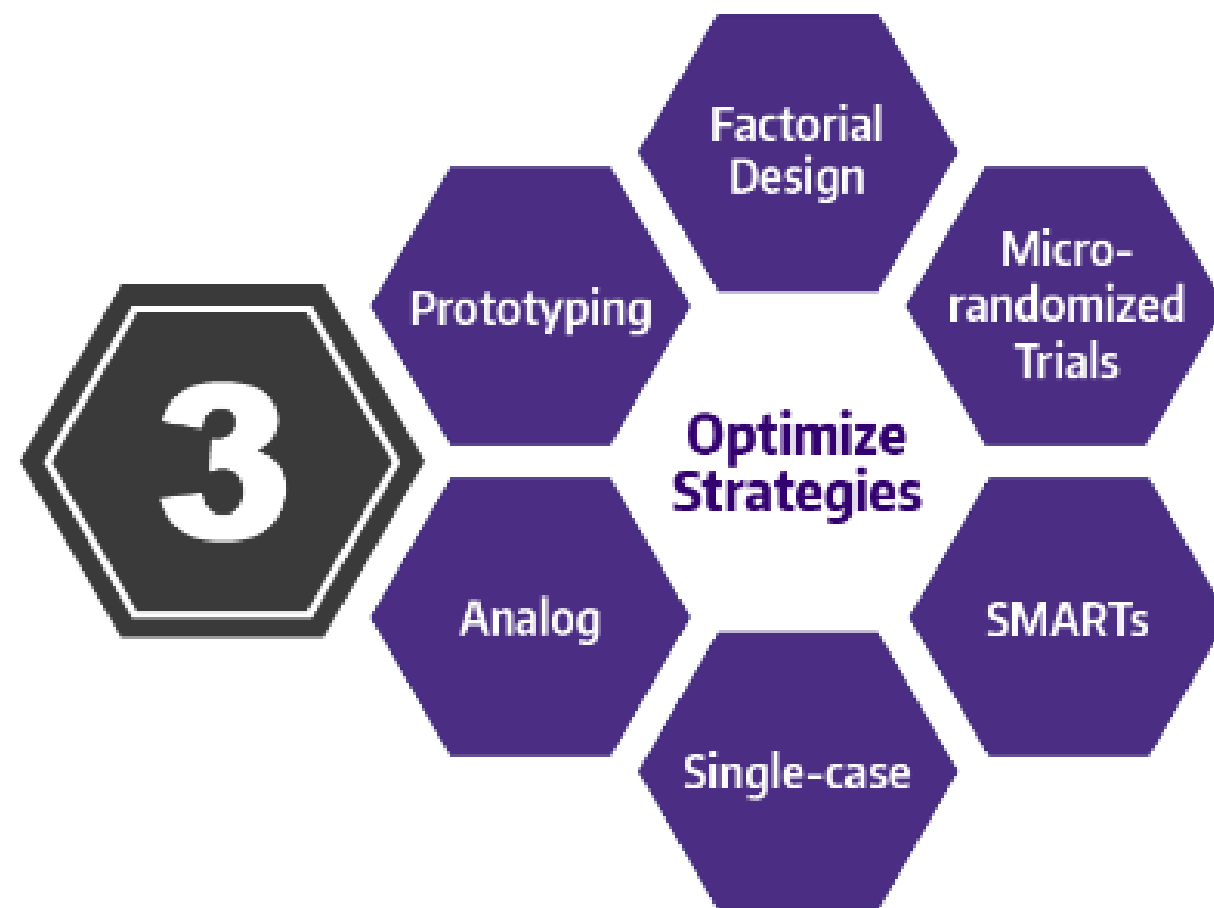 Factorial
Design
Micro-
randomized
Trials
Prototyping
3
Optimize
Strategies
Analog
SMARTs
Single-case